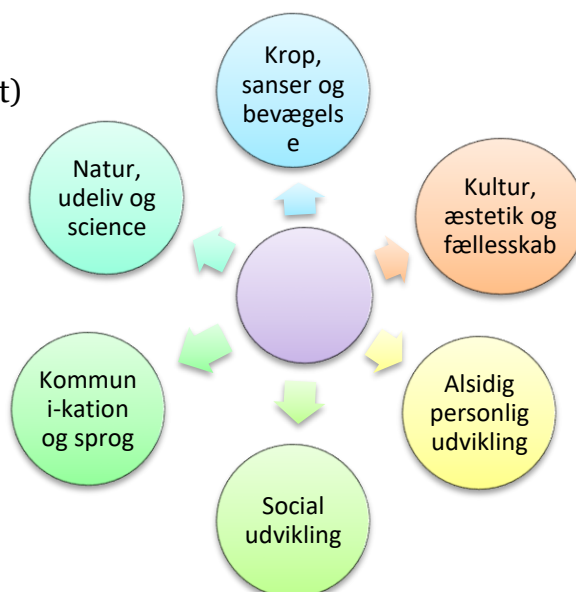 t)
Krop,
sanser og
bevægels
e
Kultur,
æstetik og
fællesskab
Alsidig
personlig
udvikling
Social
udvikling
Kommun
i-kation
og sprog
Natur,
udeliv og
science